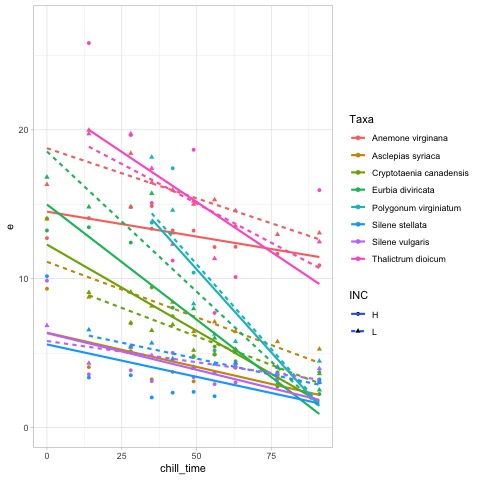 20
10
0
e
0
25
50
75
chill_time
Taxa
Anemone virginana
Asclepias syriaca
Cryptotaenia canadensis
Eurbia diviricata
Polygonum virginiatum
Silene stellata
Silene vulgaris
Thalictrum dioicum
INC
H
L